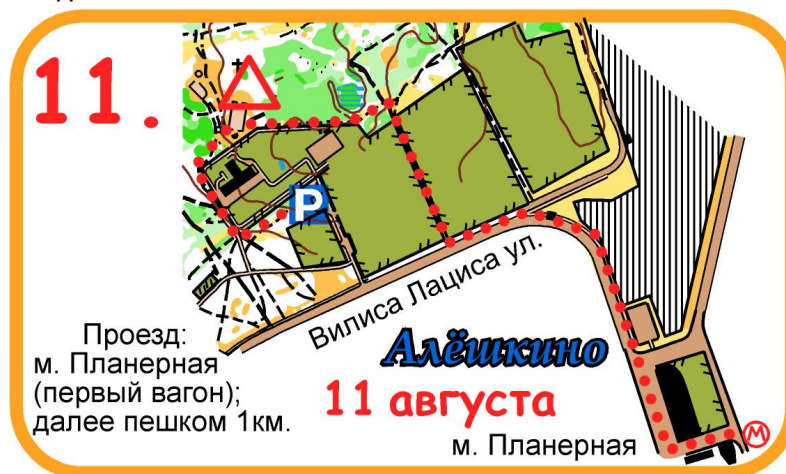 11.
P
Вилиса Лациса ул.
Проезд:
м. Планерная
(первый вагон);
далее пешком 1км.
Алёшкино
11 августа
м. Планерная
М